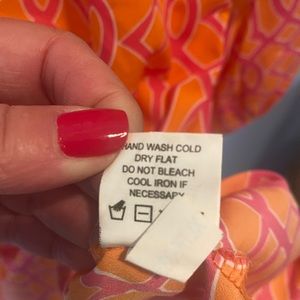 HAND WASH COLD
DRY FLAT
DO NOT BLEACH
COOL IRON IF
NECESSARY